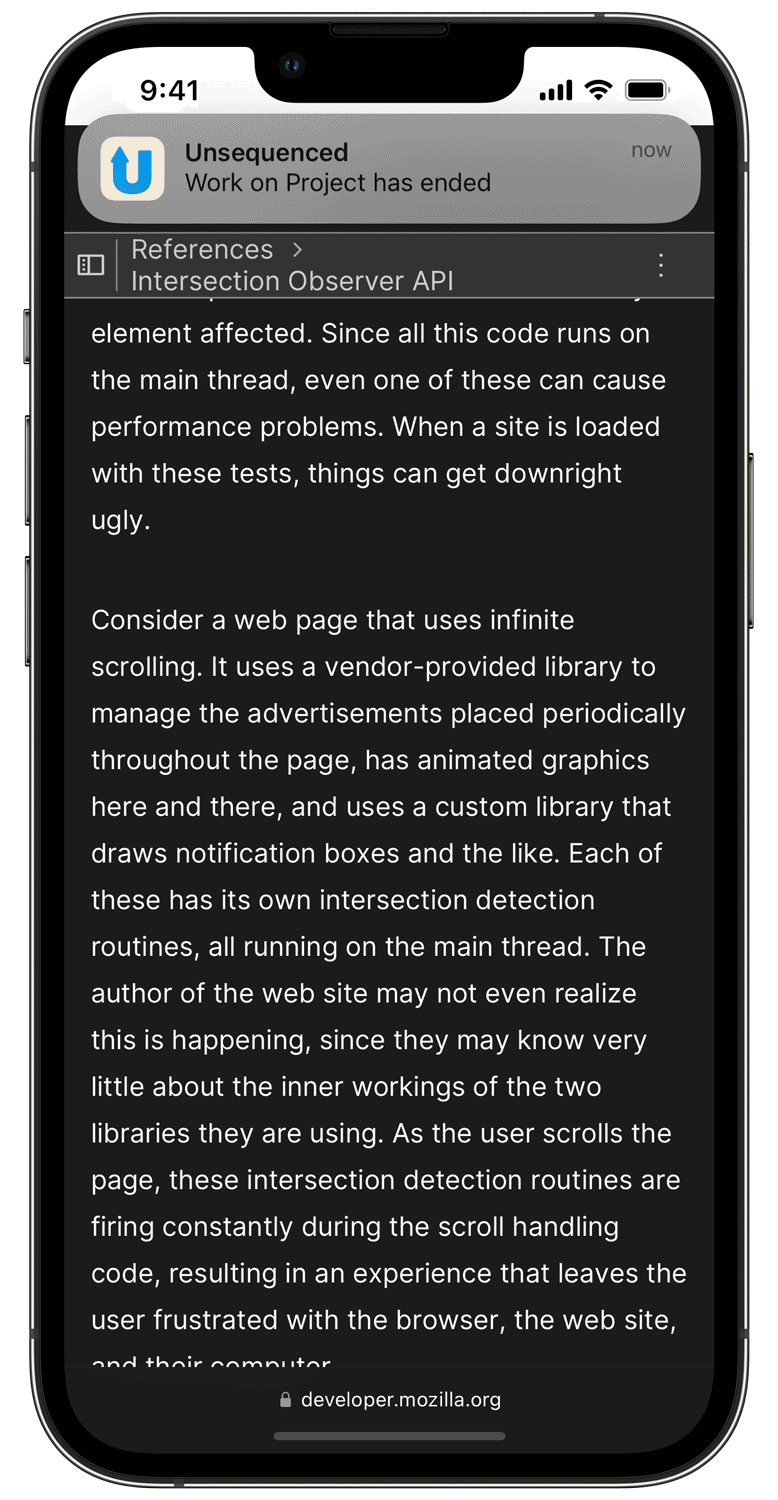 9:41
Unsequenced
now
Work on Project has ended
References >
Intersection Observer API
element affected. Since all this code runs on
the main thread, even one of these can cause
performance problems. When a site is loaded
with these tests, things can get downright
ugly.
Consider a web page that uses infinite
scrolling. It uses a vendor-provided library to
manage the advertisements placed periodically
throughout the page, has animated graphics
here and there, and uses a custom library that
draws notification boxes and the like. Each of
these has its own intersection detection
routines, all running on the main thread. The
author of the web site may not even realize
this is happening, since they may know very
little about the inner workings of the two
libraries they are using. As the user scrolls the
page, these intersection detection routines are
firing constantly during the scroll handling
code, resulting in an experience that leaves the
user frustrated with the browser, the web site,
and their computer
developer.mozilla.org